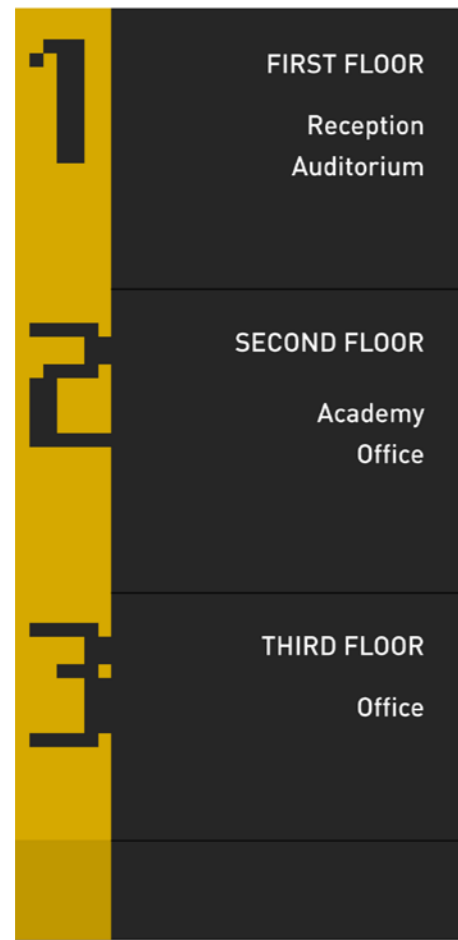 1
FIRST FLOOR
Reception
Auditorium
2
SECOND FLOOR
Academy
Office
3
THIRD FLOOR
Office